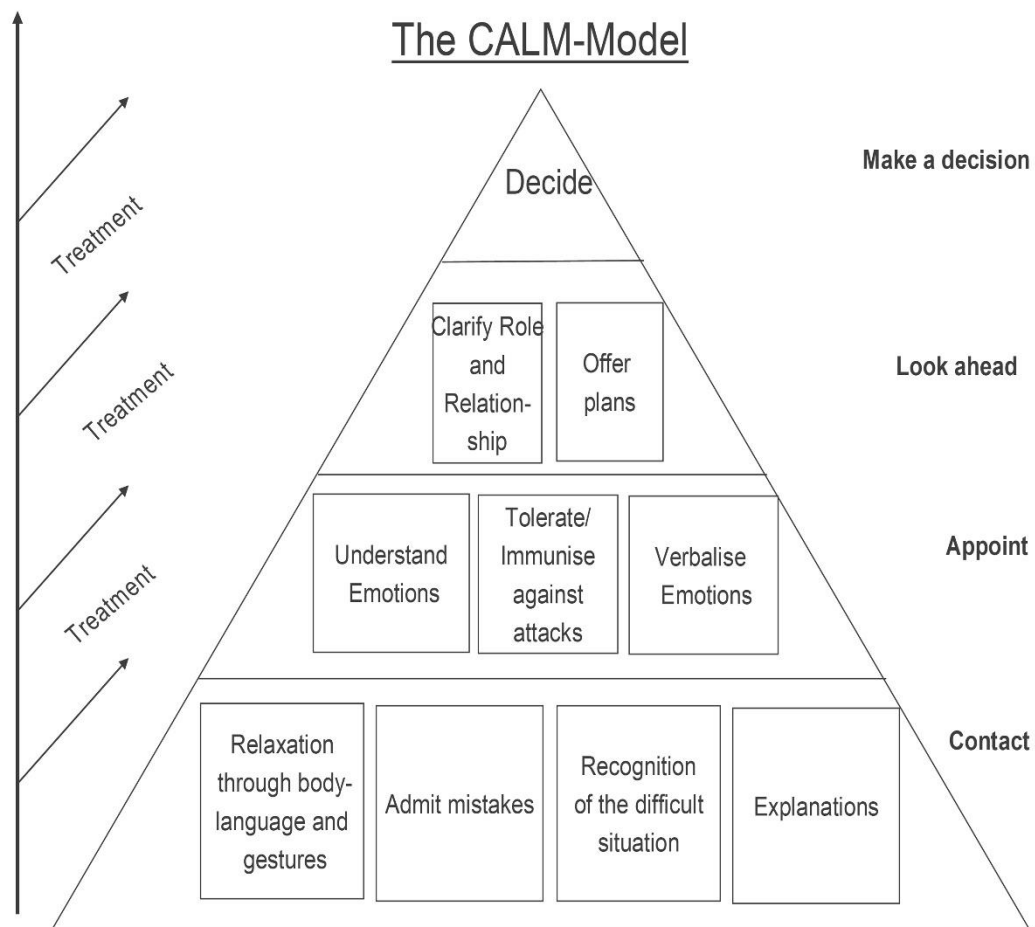 The CALM-Model
Decide
Make a decision
Treatment
Clarify Role
and
Relation-
ship
Offer
plans
Look ahead
Treatment
Understand
Emotions
Tolerate/
Immunise
against
attacks
Verbalise
Emotions
Appoint
Treatment
Relaxation
through body-
language and
gestures
Admit mistakes
Recognition
of the difficult
situation
Explanations
Contact